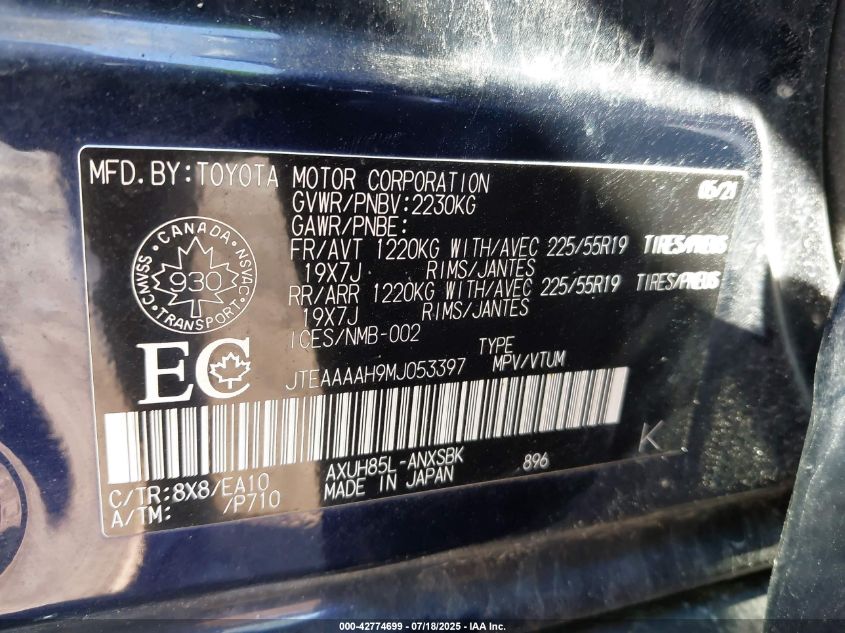 MFD.BY:TOYOTA MOTOR CORPORATION 05/21
GVWR/PNBV:2230KG
GAWR/PNBE:
FR/AVT 1220KG WITH/AVEC 225/55R19 TIRES/PNEUS
19X7J RIMS/JANTES
RR/ARR 1220KG WITH/AVEC 225/55R19 TIRES/PNEUS
19X7J RIMS/JANTES
ICES/NMB-002
CANADA
CMVSS 930 NSVAC
TRANSPORT
EC
TYPE
JTEAAAAH9MJ053397 MPV/VTUM
K
C/TR:8X8/EA10 AXUH85L-ANXSBK 896
A/TM: /P710 MADE IN JAPAN
000-42774699 - 07/18/2025 - IAA Inc.